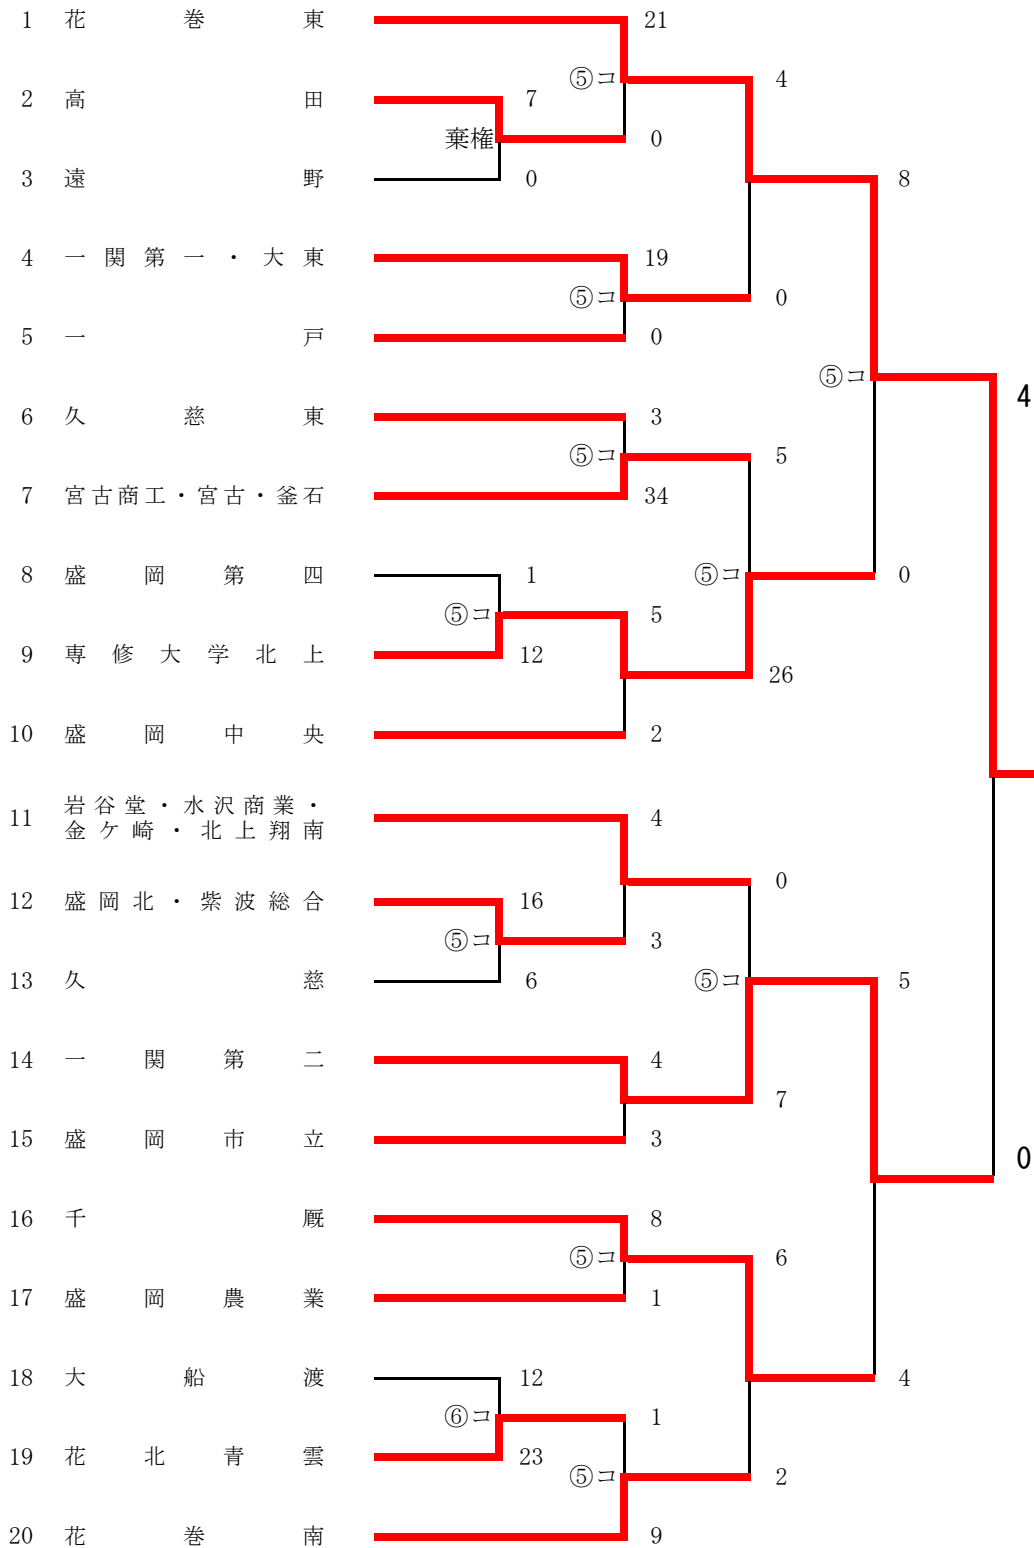 1 花巻東 21
⑤コ 4
2 高田 7
棄権 0
3 遠野 0 8
4 一関第一・大東 19
⑤コ 0
5 一戸 0
⑤コ 4
6 久慈東 3
⑤コ 5
7 宮古商工・宮古・釜石 34
8 盛岡第四 1 ⑤コ 0
⑤コ 5
9 専修大学北上 12
26
10 盛岡中央 2
岩谷堂・水沢商業・
11 4
金ケ崎・北上翔南
0
12 盛岡北・紫波総合 16
⑤コ 3
13 久慈 6 ⑤コ 5
14 一関第二 4
7
15 盛岡市立 3
0
16 千厩 8
⑤コ 6
17 盛岡農業 1
18 大船渡 12 4
⑥コ 1
19 花北青雲 23
⑤コ 2
20 花巻南 9